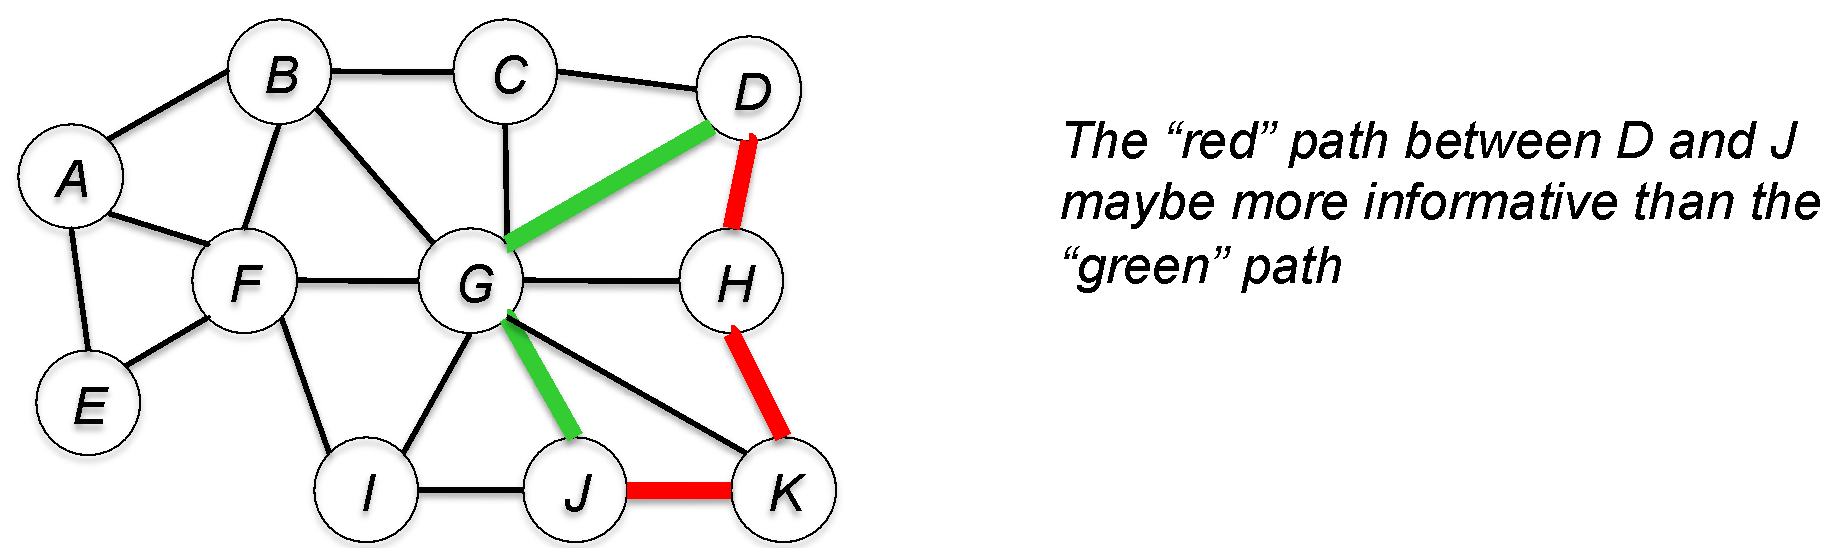 B
C
D
A
F
G
H
E
I
J
K
The “red” path between D and J
maybe more informative than the
“green” path